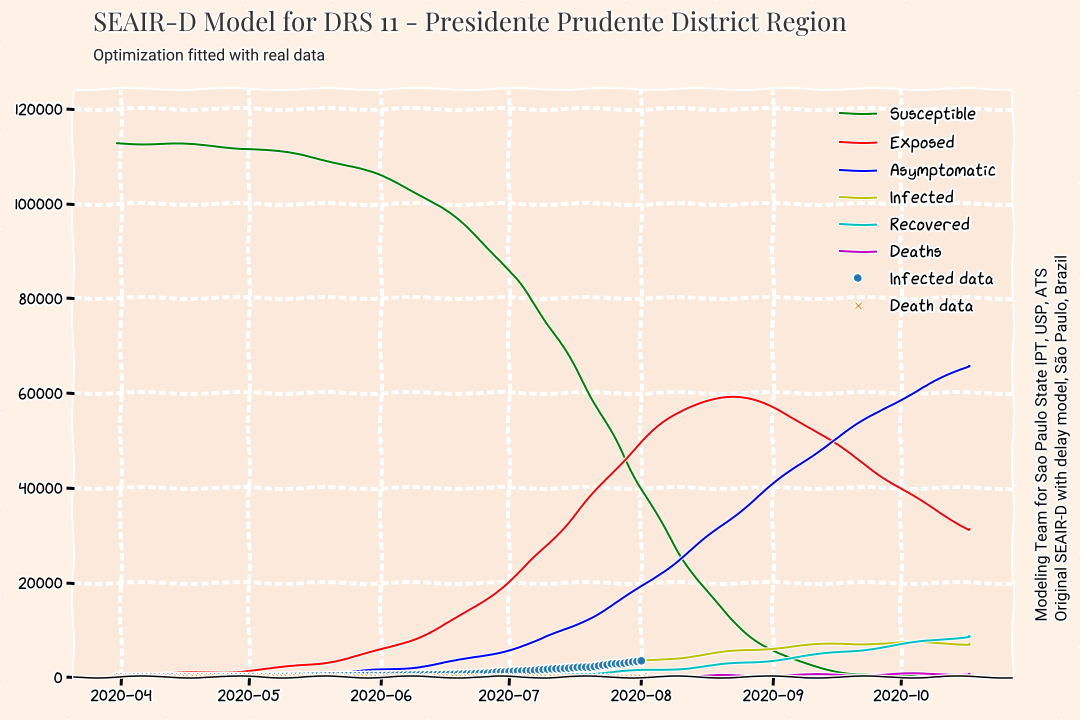 SEAIR-D Model for DRS 11 - Presidente Prudente District Region
Optimization fitted with real data
120000
100000
80000
60000
40000
20000
0
2020-04
2020-05
2020-06
2020-07
2020-08
2020-09
2020-10
Susceptible
Exposed
Asymptomatic
Infected
Recovered
Deaths
Infected data
Death data
Modeling Team for Sao Paulo State IPT, USP, ATS
Original SEAIR-D with delay model, São Paulo, Brazil